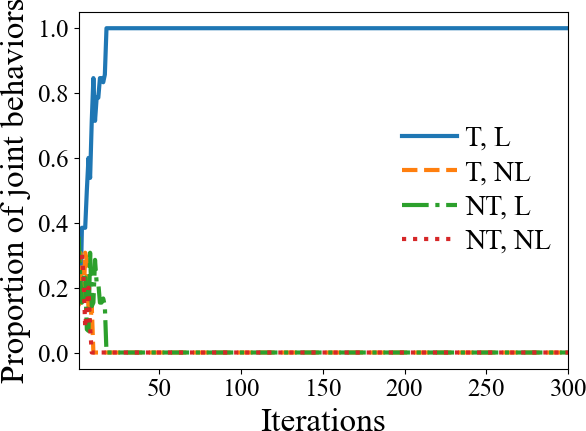 Proportion of joint behaviors
1.0
0.8
0.6
0.4
0.2
0.0
T, L
T, NL
NT, L
NT, NL
50 100 150 200 250 300
Iterations